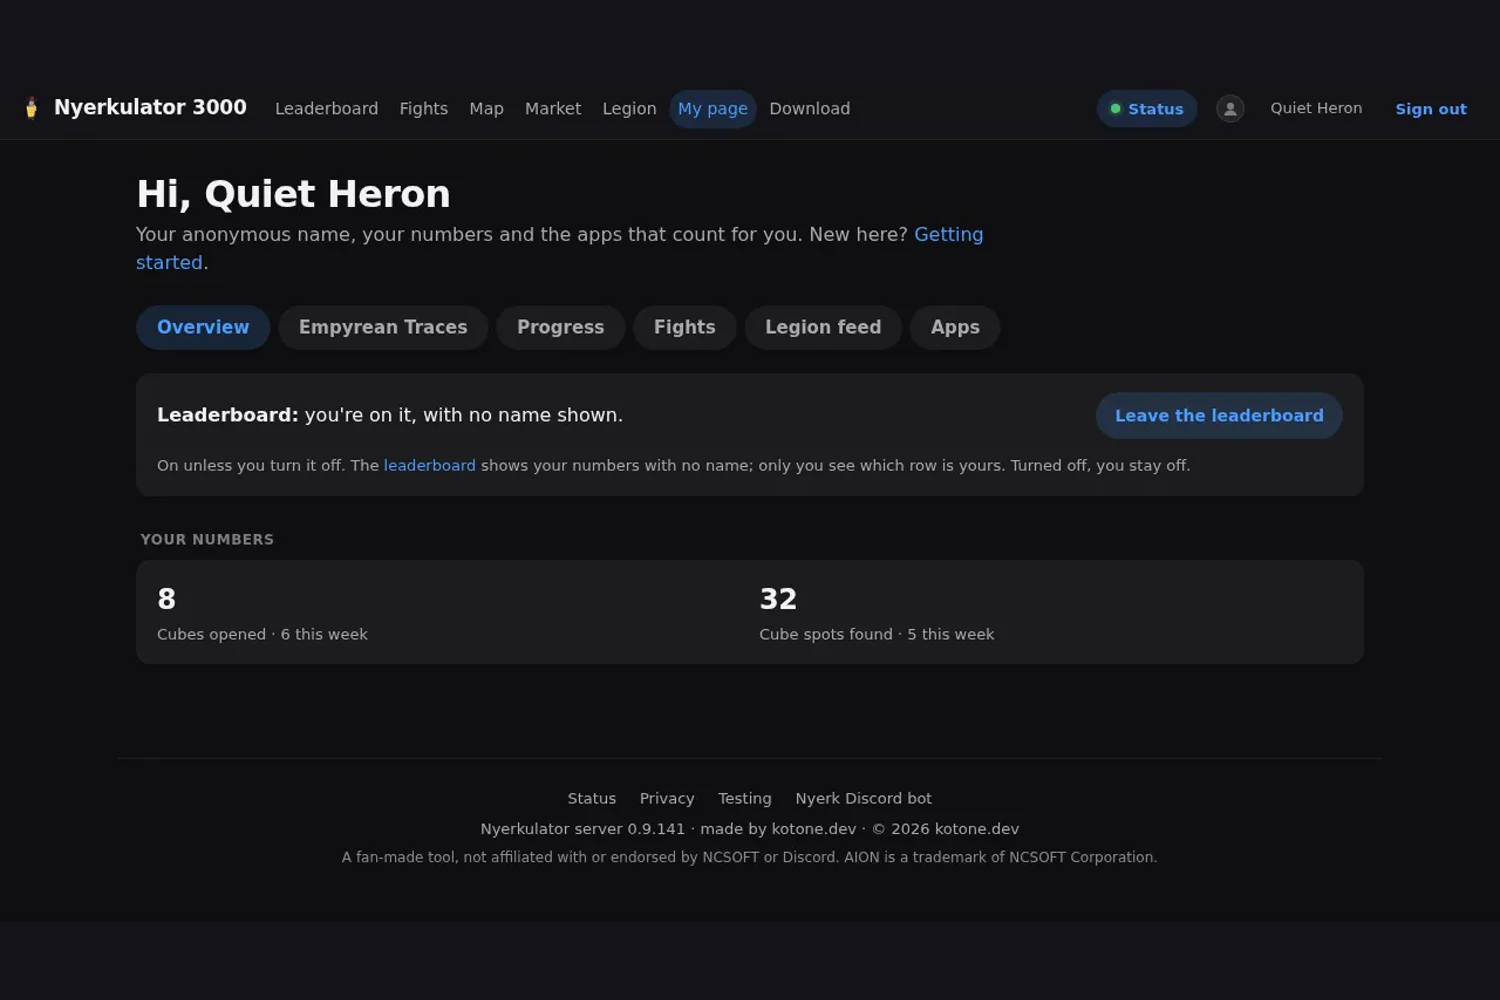 Nyerkulator 3000 Leaderboard Fights Map Market Legion My page Download Status Quiet Heron Sign out
Hi, Quiet Heron
Your anonymous name, your numbers and the apps that count for you. New here? Getting
started.
Overview Empyrean Traces Progress Fights Legion feed Apps
Leaderboard: you're on it, with no name shown. Leave the leaderboard
On unless you turn it off. The leaderboard shows your numbers with no name; only you see which row is yours. Turned off, you stay off.
YOUR NUMBERS
8 32
Cubes opened · 6 this week Cube spots found · 5 this week
Status Privacy Testing Nyerk Discord bot
Nyerkulator server 0.9.141 · made by kotone.dev · © 2026 kotone.dev
A fan-made tool, not affiliated with or endorsed by NCSOFT or Discord. AION is a trademark of NCSOFT Corporation.